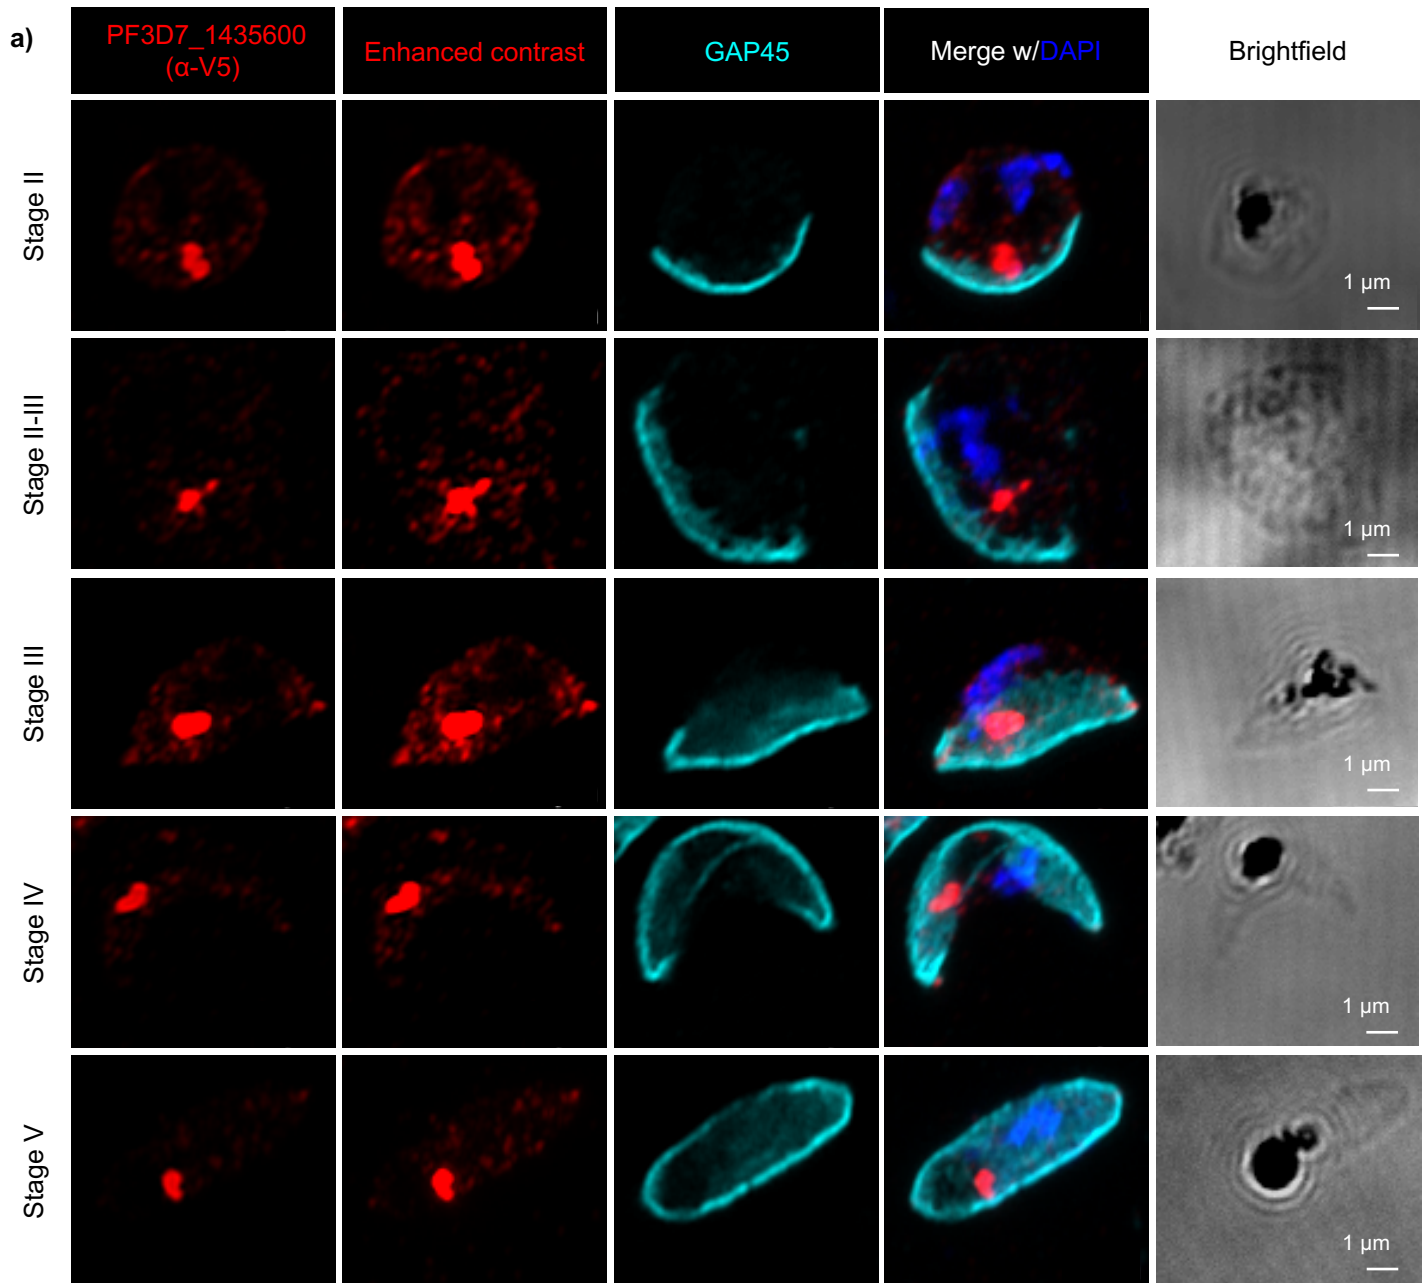 a)
PF3D7_1435600
(α-V5)
Enhanced contrast
GAP45
Merge w/DAPI
Brightfield
Stage II
1 µm
Stage II-III
1 µm
Stage III
1 µm
Stage IV
1 µm
Stage V
1 µm